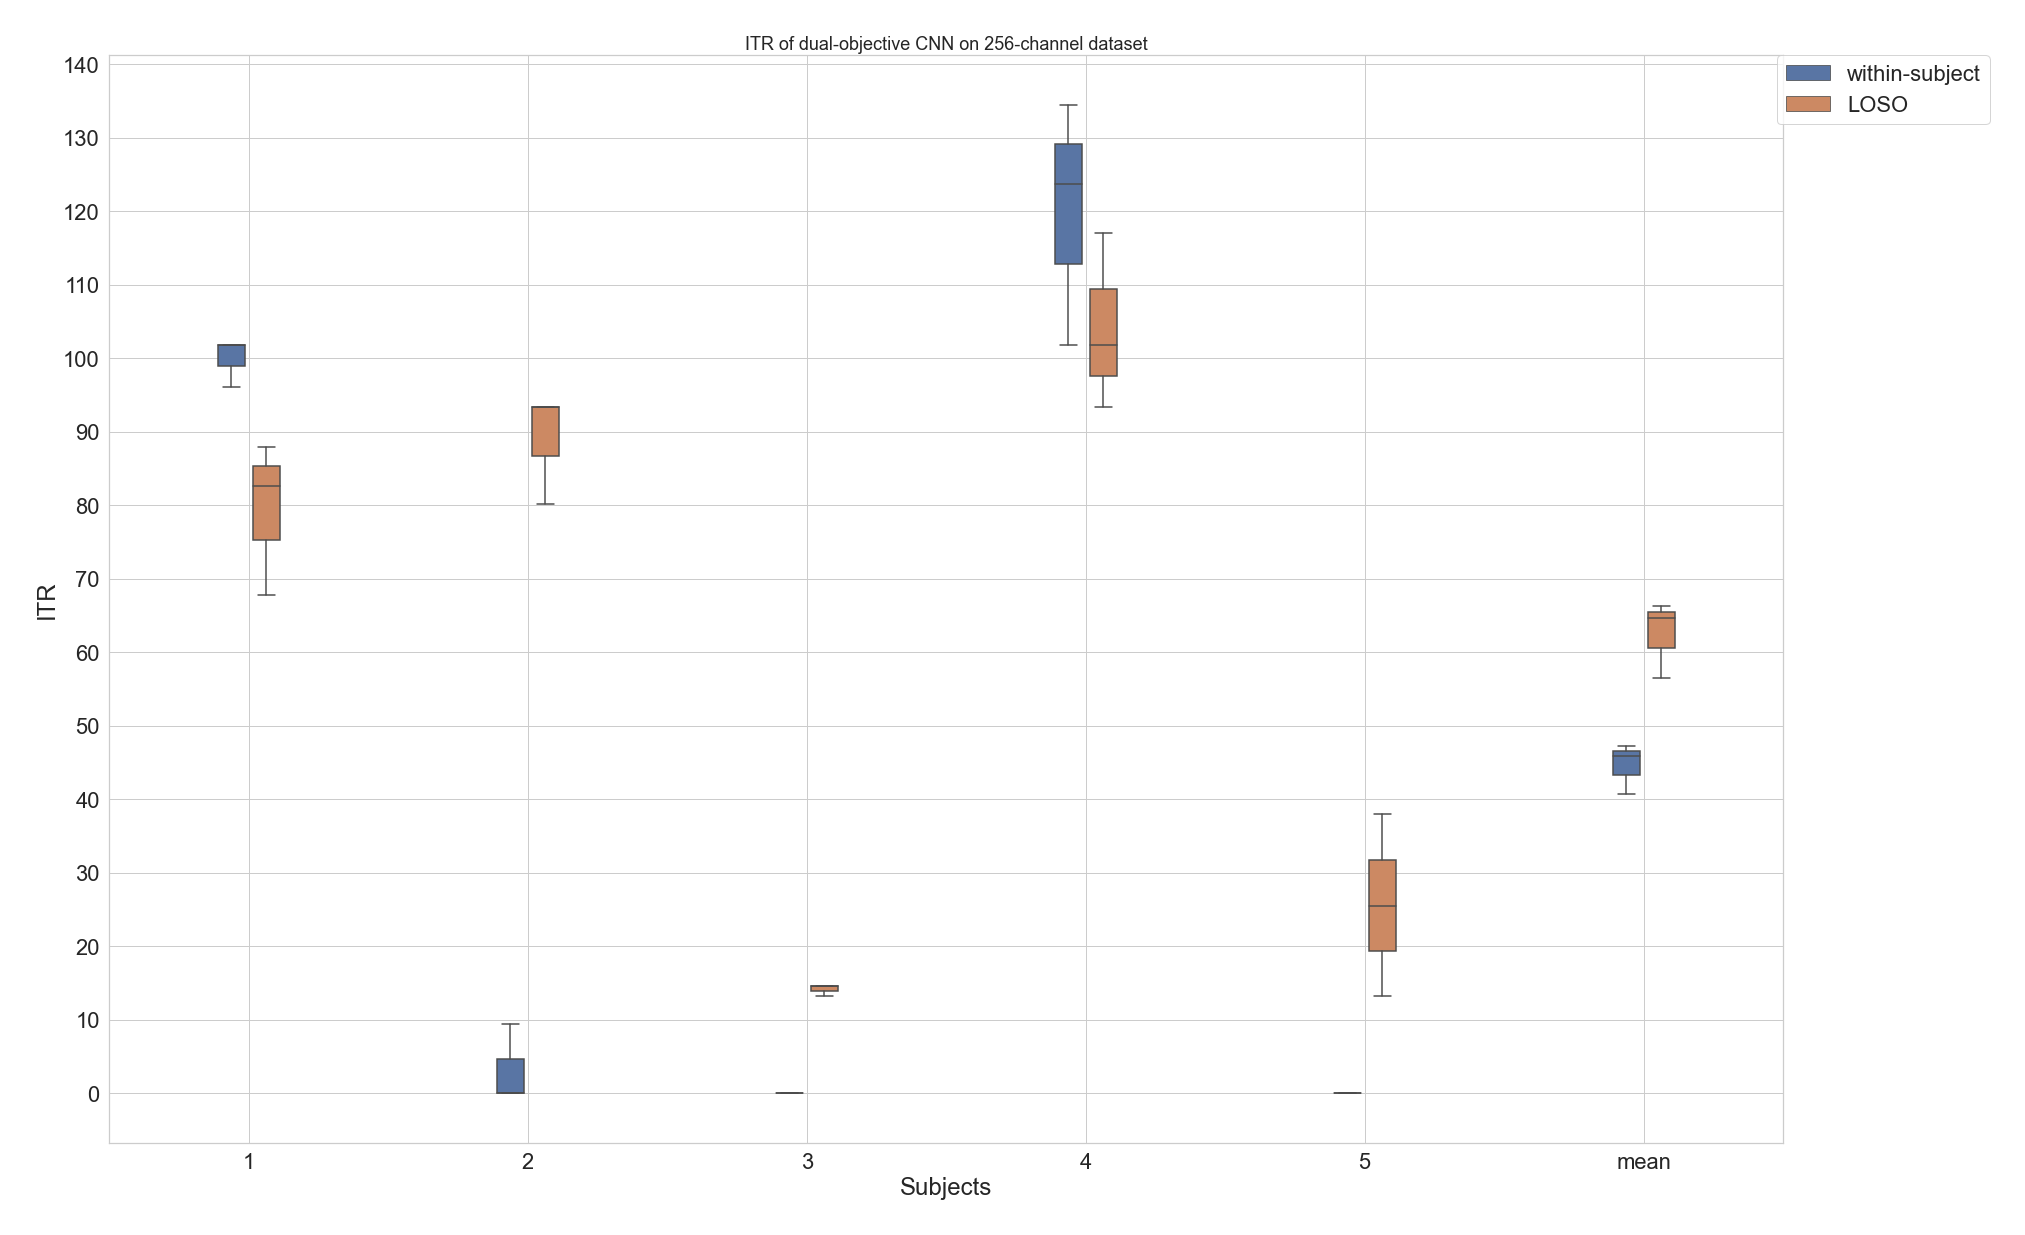 ITR of dual-objective CNN on 256-channel dataset
within-subject
LOSO
140
130
120
110
100
90
80
70
60
50
40
30
20
10
0
ITR
1 2 3 4 5 mean
Subjects